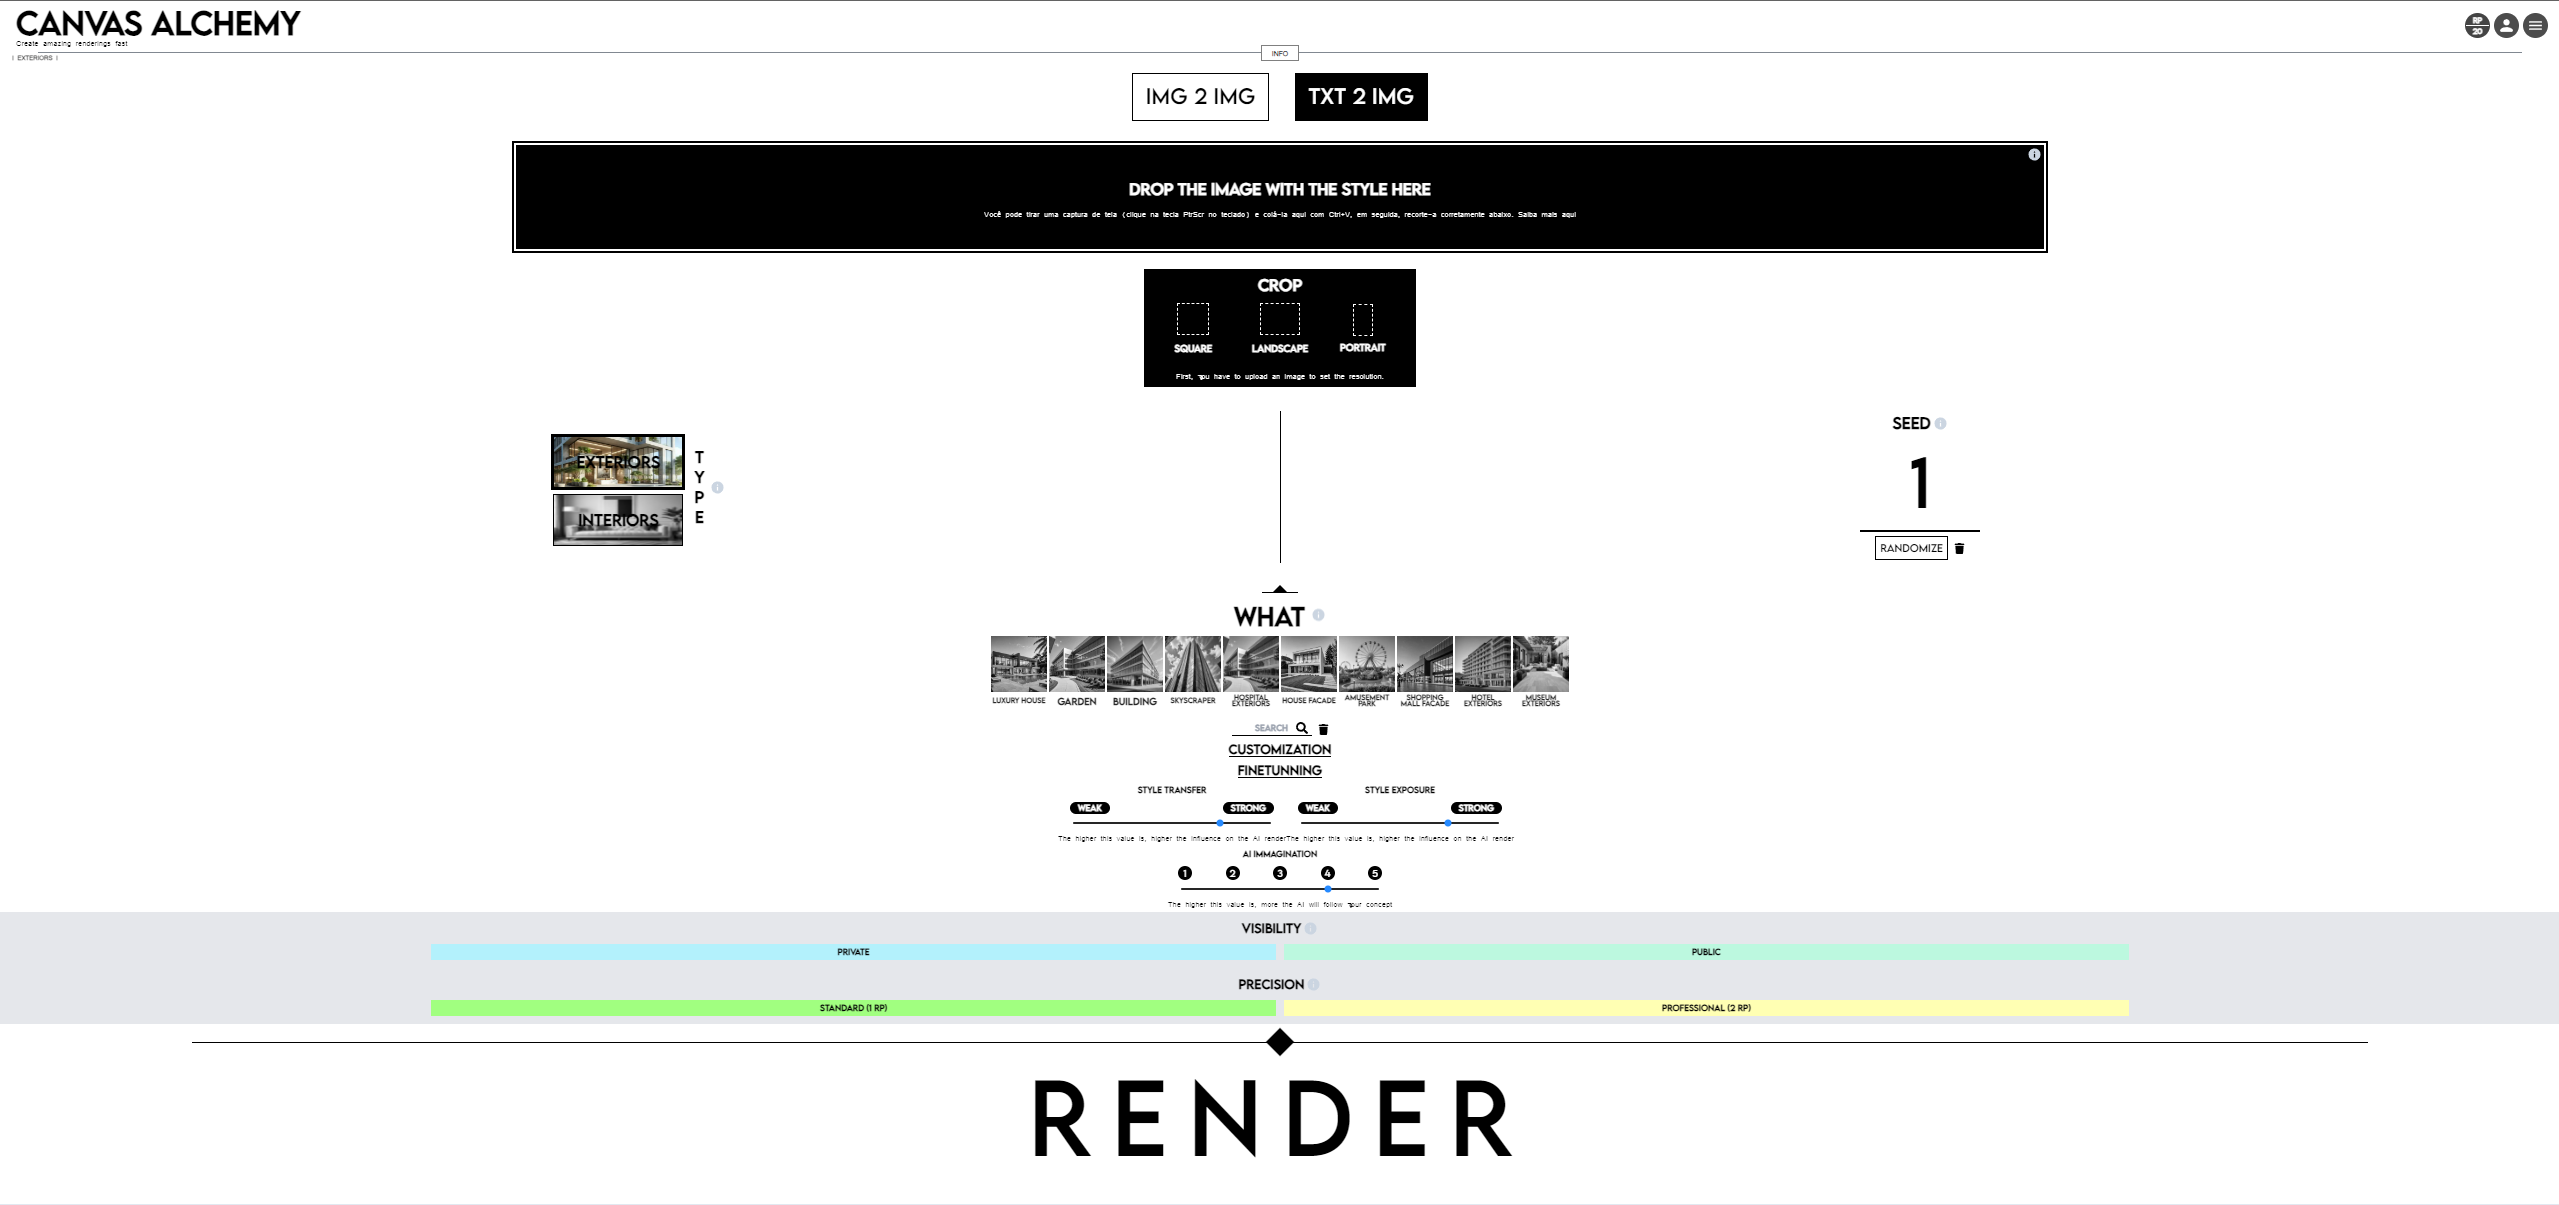 CANVAS ALCHEMY
Create amazing renderings fast
RP
20
INFO
| EXTERIORS |
IMG 2 IMG
TXT 2 IMG
DROP THE IMAGE WITH THE STYLE HERE
Você pode tirar uma captura de tela (clique na tecla PtrScr no teclado) e colá-la aqui com Ctrl+V, em seguida, recorte-a corretamente abaixo. Saiba mais aqui
CROP
SQUARE
LANDSCAPE
PORTRAIT
First, you have to upload an image to set the resolution.
EXTERIORS
INTERIORS
TYPE
SEED
1
RANDOMIZE
WHAT
LUXURY HOUSE
GARDEN
BUILDING
SKYSCRAPER
HOSPITAL
EXTERIORS
HOUSE FACADE
AMUSEMENT
PARK
SHOPPING
MALL FACADE
HOTEL
EXTERIORS
MUSEUM
EXTERIORS
SEARCH
CUSTOMIZATION
FINETUNNING
STYLE TRANSFER
WEAK
STRONG
The higher this value is, higher the influence on the AI render
STYLE EXPOSURE
WEAK
STRONG
The higher this value is, higher the influence on the AI render
AI IMMAGINATION
1 2 3 4 5
The higher this value is, more the AI will follow your concept
VISIBILITY
PRIVATE
PUBLIC
PRECISION
STANDARD (1 RP)
PROFESSIONAL (2 RP)
RENDER